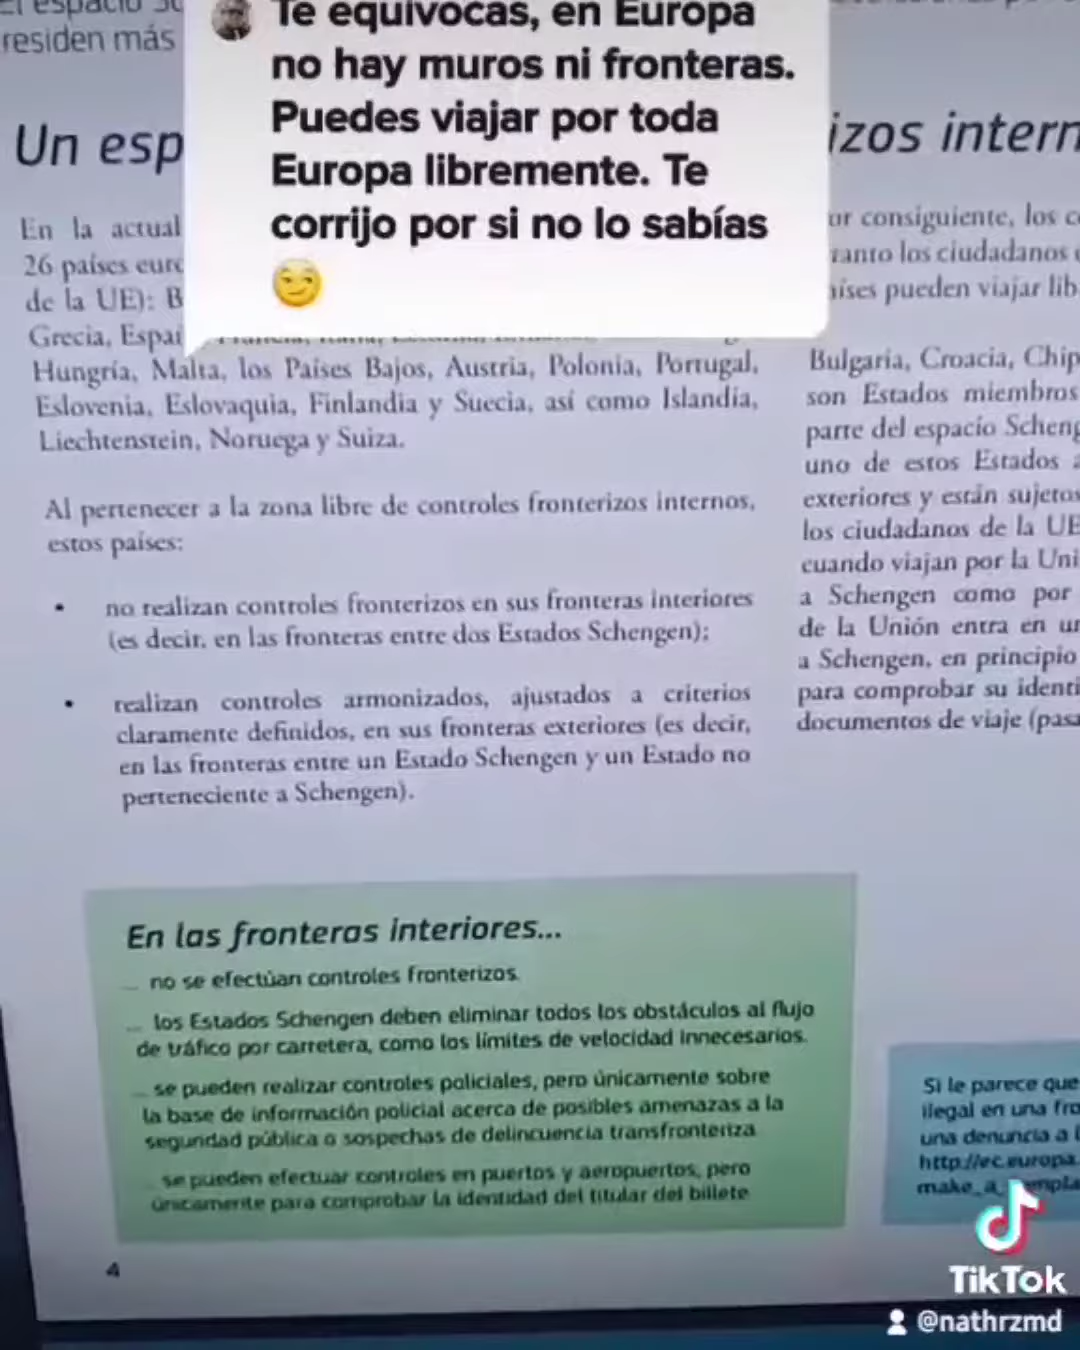 El espacio
residen más
Te equivocas, en Europa
no hay muros ni fronteras.
Puedes viajar por toda
Europa libremente. Te
corrijo por si no lo sabías
😏
Un esp
En la actual
26 países euro
de la UE): B
Grecia, Españ
Hungría, Malta, los Países Bajos, Austria, Polonia, Portugal,
Eslovenia, Eslovaquia, Finlandia y Suecia, así como Islandia,
Liechtenstein, Noruega y Suiza.
Al pertenecer a la zona libre de controles fronterizos internos,
estos países:
• no realizan controles fronterizos en sus fronteras interiores
(es decir, en las fronteras entre dos Estados Schengen);
• realizan controles armonizados, ajustados a criterios
claramente definidos, en sus fronteras exteriores (es decir,
en las fronteras entre un Estado Schengen y un Estado no
perteneciente a Schengen).
izos intern
or consiguiente, los c
tanto los ciudadanos
aíses pueden viajar lib
Bulgaria, Croacia, Chip
son Estados miembros
parte del espacio Scheng
uno de estos Estados a
exteriores y están sujetos
los ciudadanos de la UE
cuando viajan por la Uni
a Schengen como por
de la Unión entra en un
a Schengen, en principio
para comprobar su identi
documentos de viaje (pasa
En las fronteras interiores...
... no se efectúan controles fronterizos.
... los Estados Schengen deben eliminar todos los obstáculos al flujo
de tráfico por carretera, como los límites de velocidad innecesarios.
... se pueden realizar controles policiales, pero únicamente sobre
la base de información policial acerca de posibles amenazas a la
seguridad pública o sospechas de delincuencia transfronteriza
... se pueden efectuar controles en puertos y aeropuertos, pero
únicamente para comprobar la identidad del titular del billete
Si le parece que
ilegal en una fro
una denuncia a l
http://ec.europa.
make_a_
4
TikTok
@nathrzmd